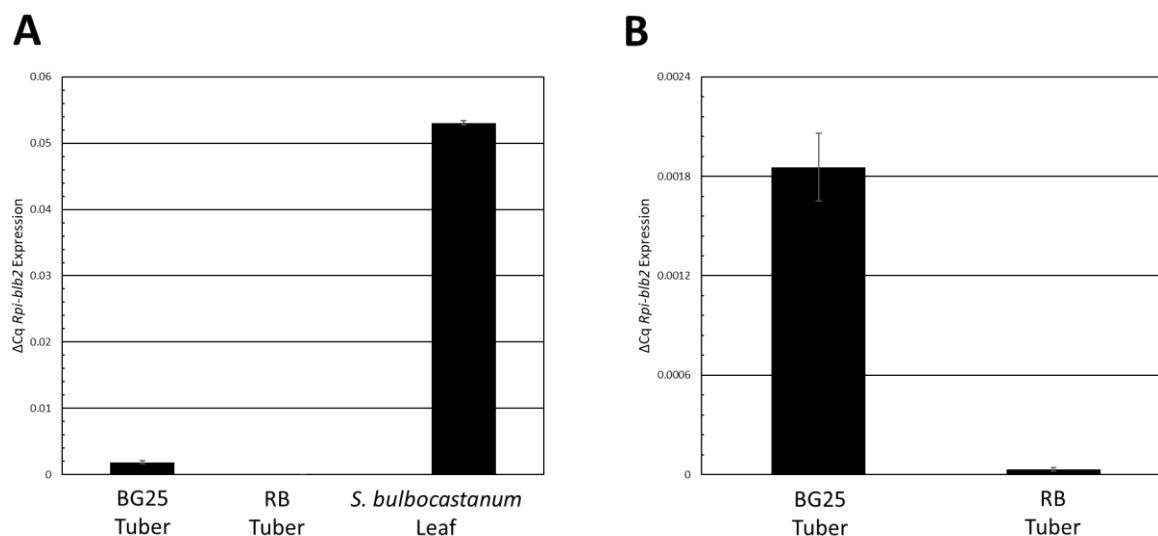 A
0.06
0.05
0.04
0.03
0.02
0.01
0
ΔCq Rpi-blb2 Expression
BG25
Tuber
RB
Tuber
S. bulbocastanum
Leaf
B
0.0024
0.0018
0.0012
0.0006
0
ΔCq Rpi-blb2 Expression
BG25
Tuber
RB
Tuber